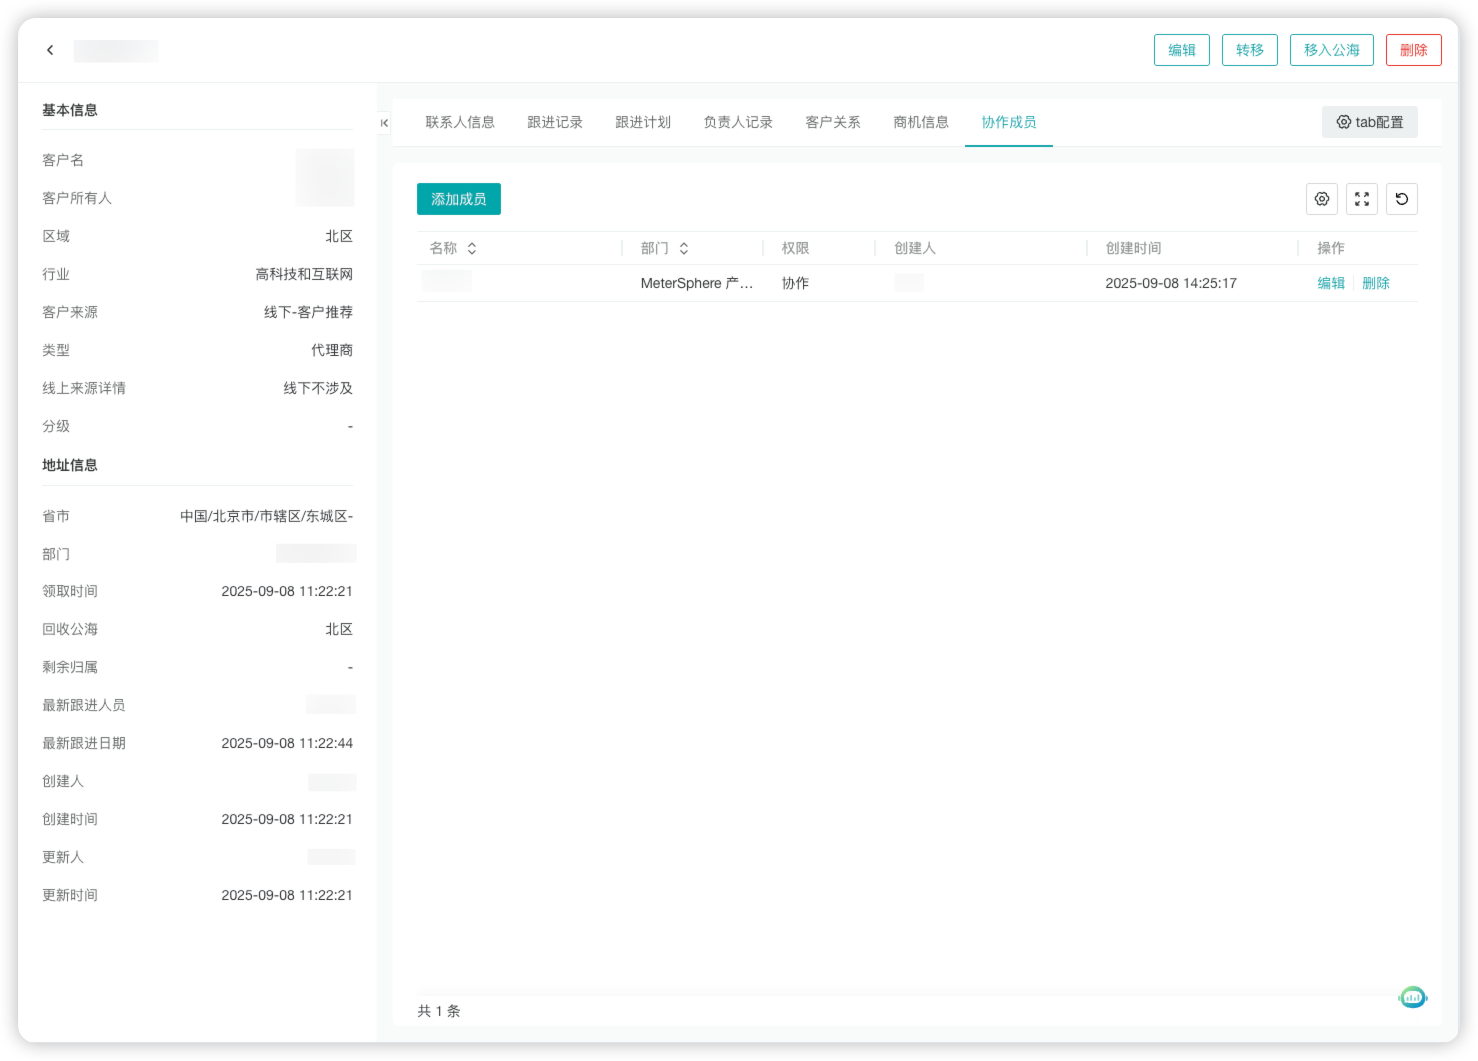 编辑
转移
移入公海
删除
基本信息
客户名
客户所有人
区域 北区
行业 高科技和互联网
客户来源 线下-客户推荐
类型 代理商
线上来源详情 线下不涉及
分级 -
地址信息
省市 中国/北京市/市辖区/东城区-
部门
领取时间 2025-09-08 11:22:21
回收公海 北区
剩余归属 -
最新跟进人员
最新跟进日期 2025-09-08 11:22:44
创建人
创建时间 2025-09-08 11:22:21
更新人
更新时间 2025-09-08 11:22:21
联系人信息 跟进记录 跟进计划 负责人记录 客户关系 商机信息 协作成员 tab配置
添加成员
名称 部门 权限 创建人 创建时间 操作
MeterSphere 产... 协作 2025-09-08 14:25:17 编辑 删除
共 1 条